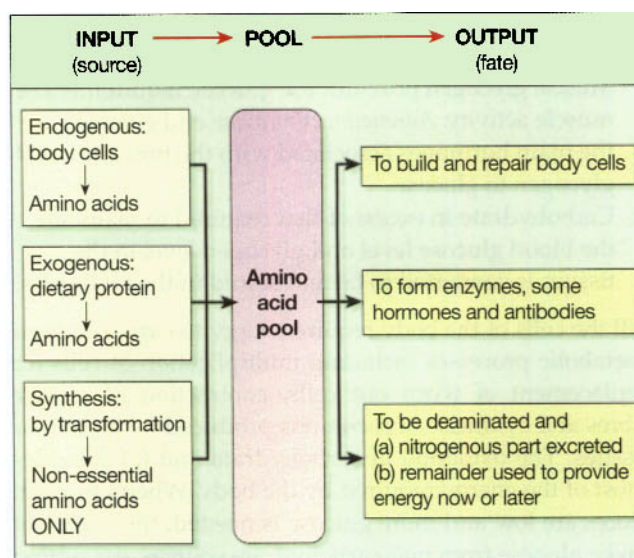 INPUT
(source)
POOL
OUTPUT
(fate)
Endogenous:
body cells
Amino acids
Exogenous:
dietary protein
Amino acids
Synthesis:
by transformation
Non-essential
amino acids
ONLY
Amino
acid
pool
To build and repair body cells
To form enzymes, some
hormones and antibodies
To be deaminated and
(a) nitrogenous part excreted
(b) remainder used to provide
energy now or later